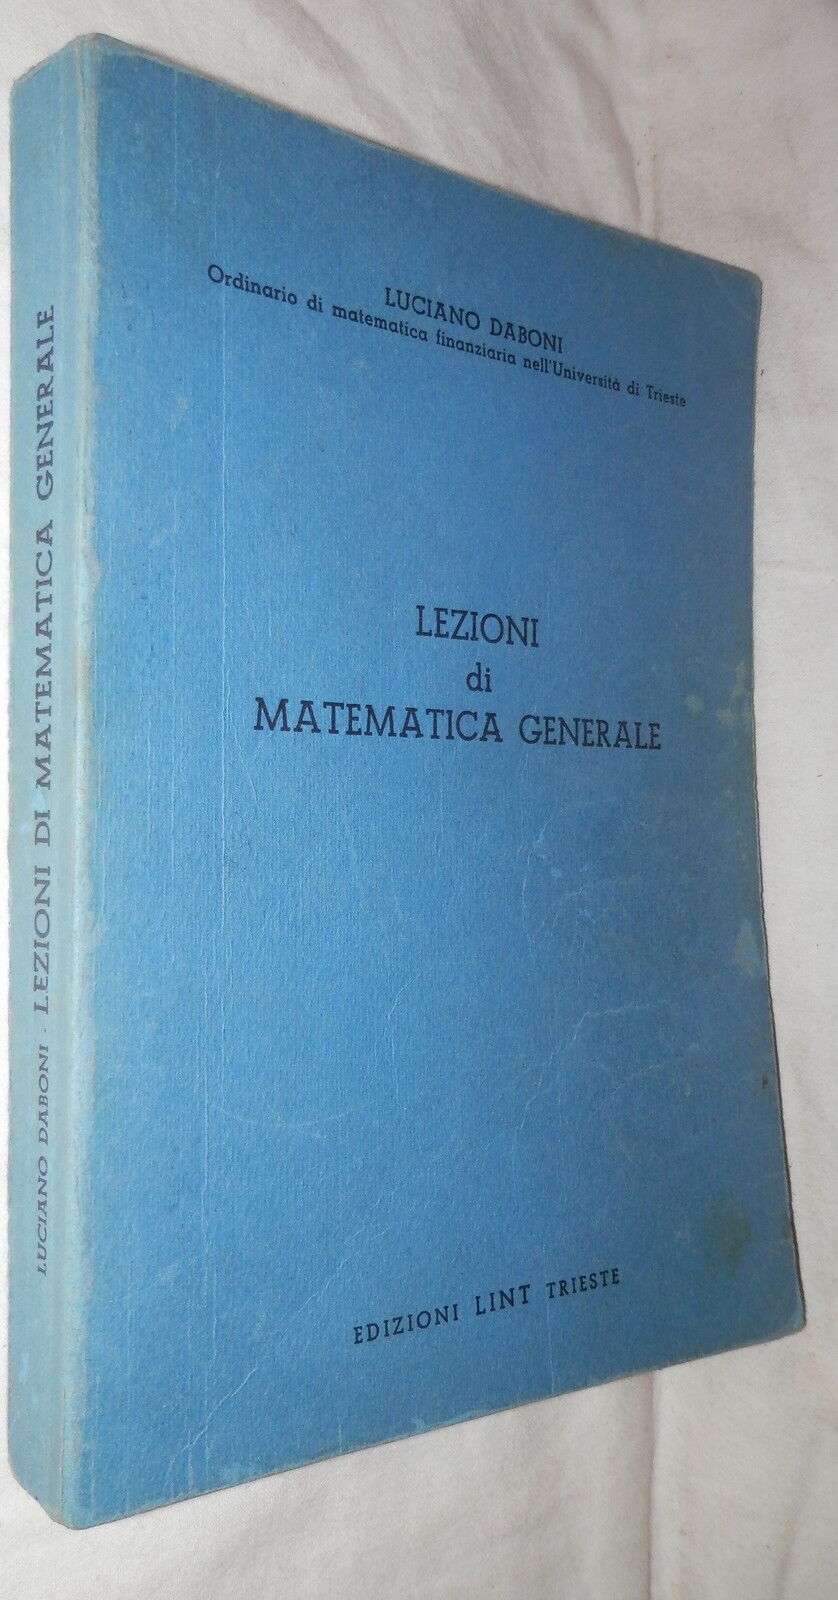 LUCIANO DABONI
Ordinario di matematica finanziaria nell'Università di Trieste
LEZIONI
di
MATEMATICA GENERALE
EDIZIONI LINT TRIESTE
LUCIANO DABONI - LEZIONI DI MATEMATICA GENERALE